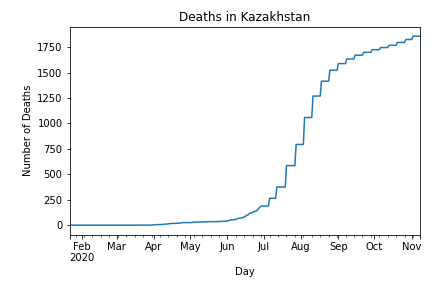 Deaths in Kazakhstan
Number of Deaths
1750
1500
1250
1000
750
500
250
0
Feb Mar Apr May Jun Jul Aug Sep Oct Nov
2020
Day